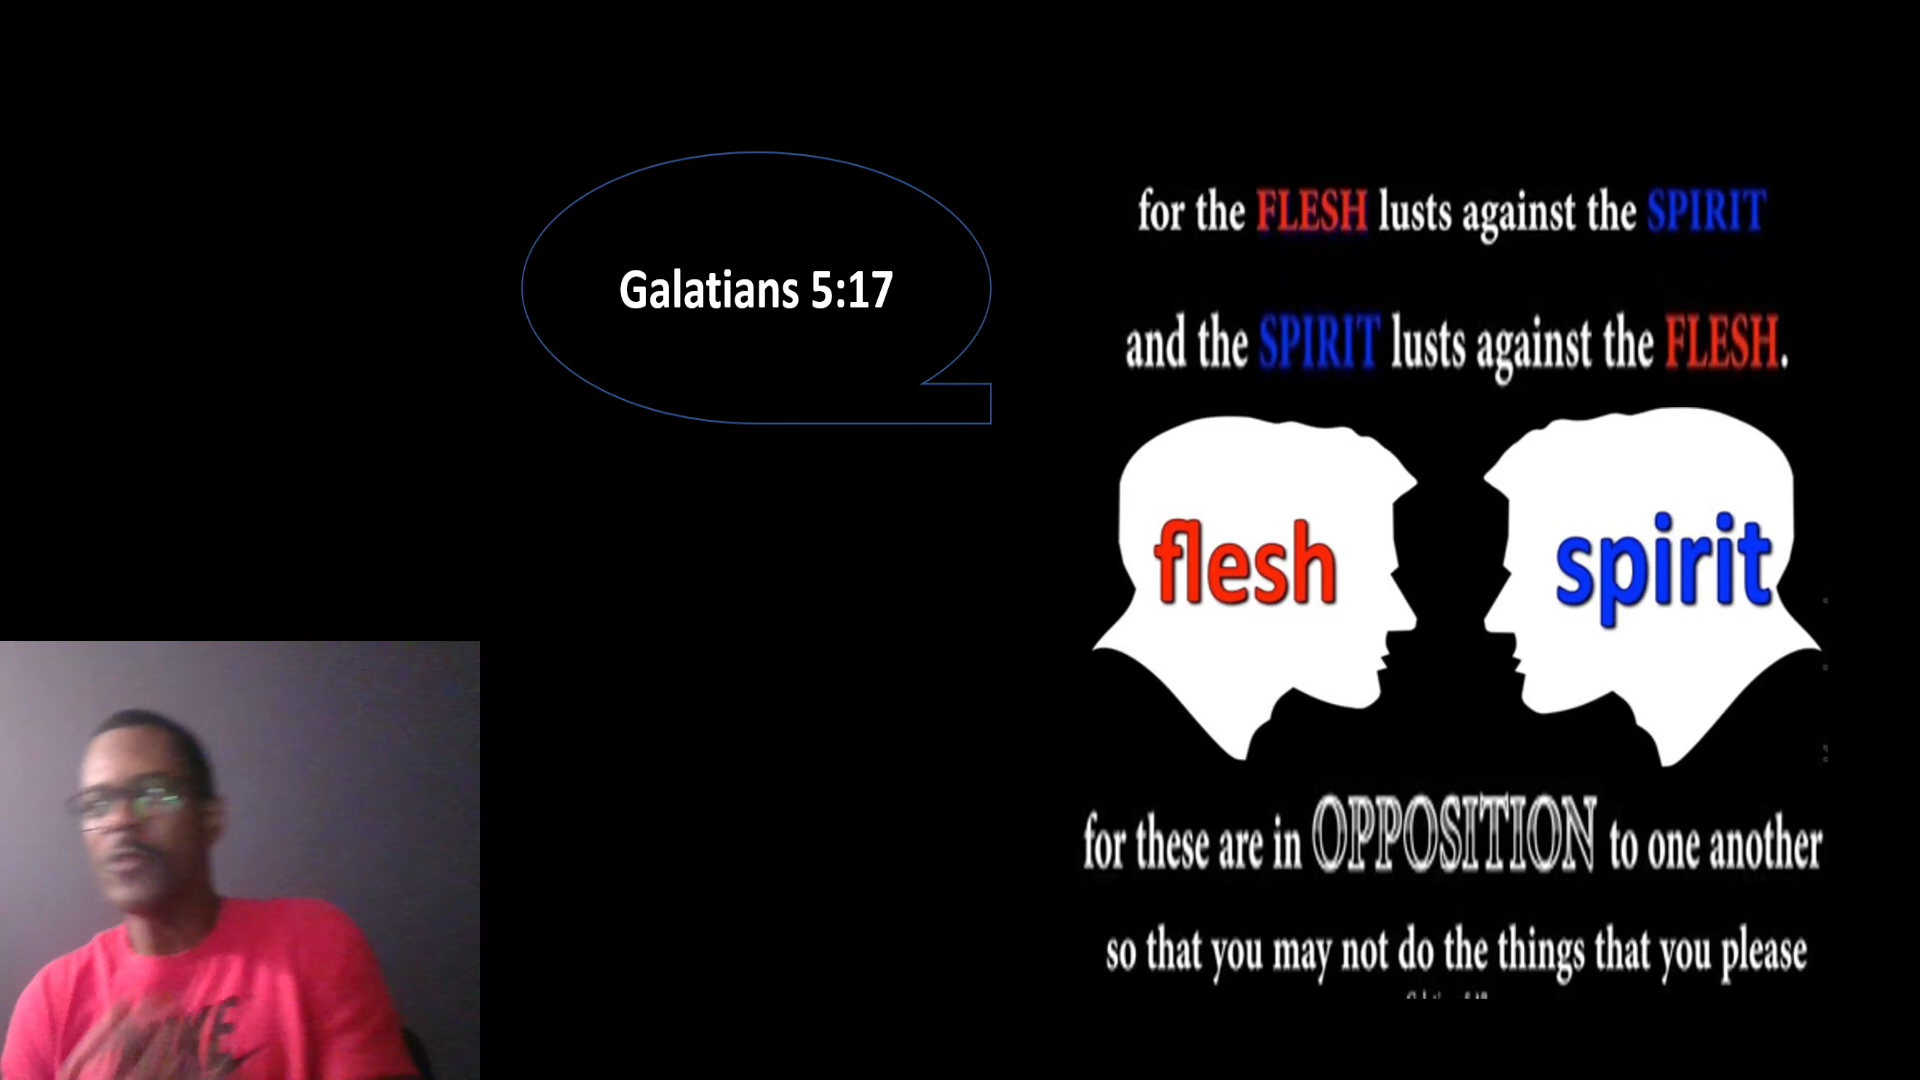 Galatians 5:17
for the FLESH lusts against the SPIRIT
and the SPIRIT lusts against the FLESH.
flesh
spirit
for these are in OPPOSITION to one another
so that you may not do the things that you please